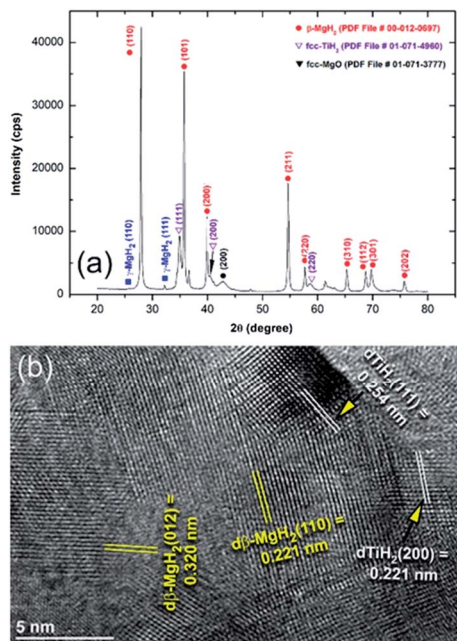 50000
40000
30000
20000
10000
0
Intensity (cps)
β-MgH₂ (PDF File # 00-012-0697)
fcc-TiH₂ (PDF File # 01-071-4960)
fcc-MgO (PDF File # 01-071-3777)
(110)
(101)
(211)
(200)
(111)
(200)
(200)
γ-MgH2 (110)
γ-MgH2 (111)
(220)
(220)
(310)
(112)
(301)
(202)
(a)
20 30 40 50 60 70 80
2θ (degree)
(b)
dTiH₂(111) =
0.254 nm
dβ-MgH₂(012) =
0.320 nm
dβ-MgH₂(110) =
0.221 nm
dTiH₂(200) =
0.221 nm
5 nm